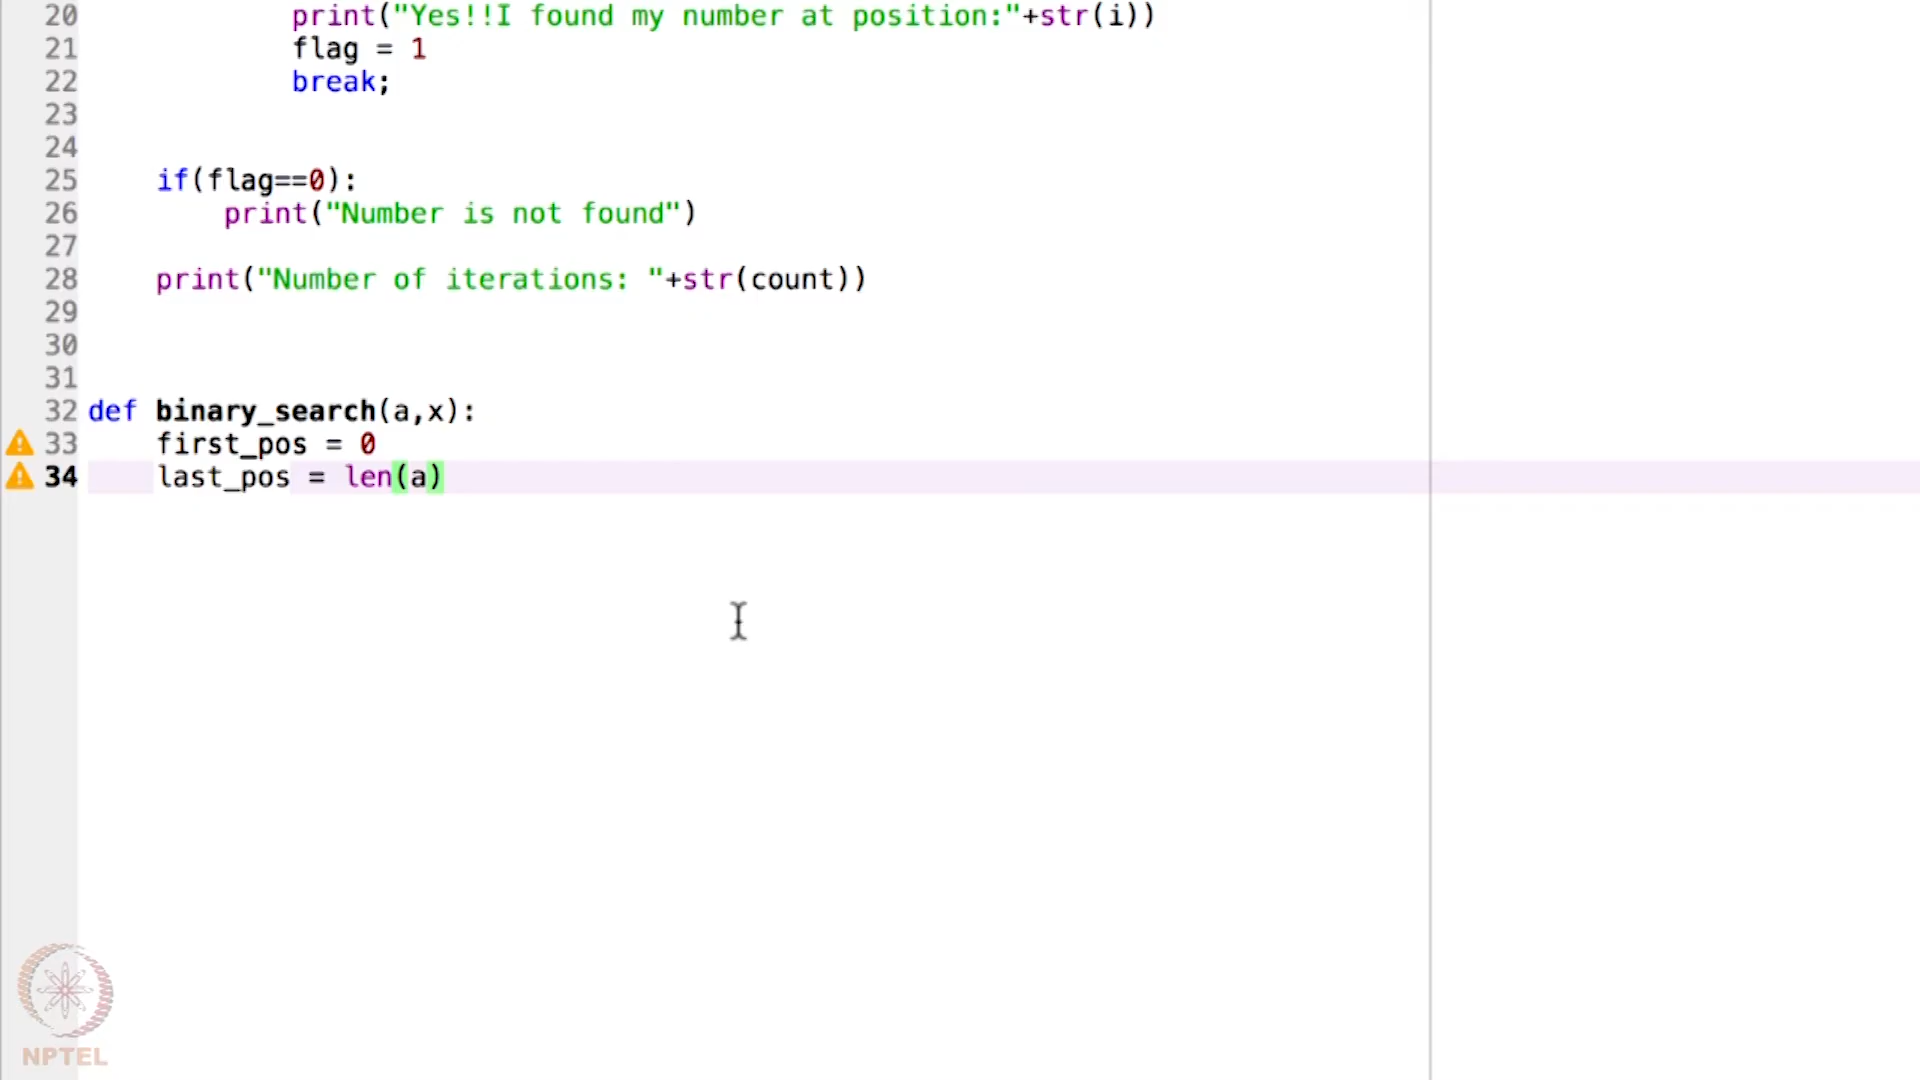 20 print("Yes!!I found my number at position:"+str(i))
21 flag = 1
22 break;
23
24
25 if(flag==0):
26 print("Number is not found")
27
28 print("Number of iterations: "+str(count))
29
30
31
32 def binary_search(a,x):
33 first_pos = 0
34 last_pos = len(a)
NPTEL